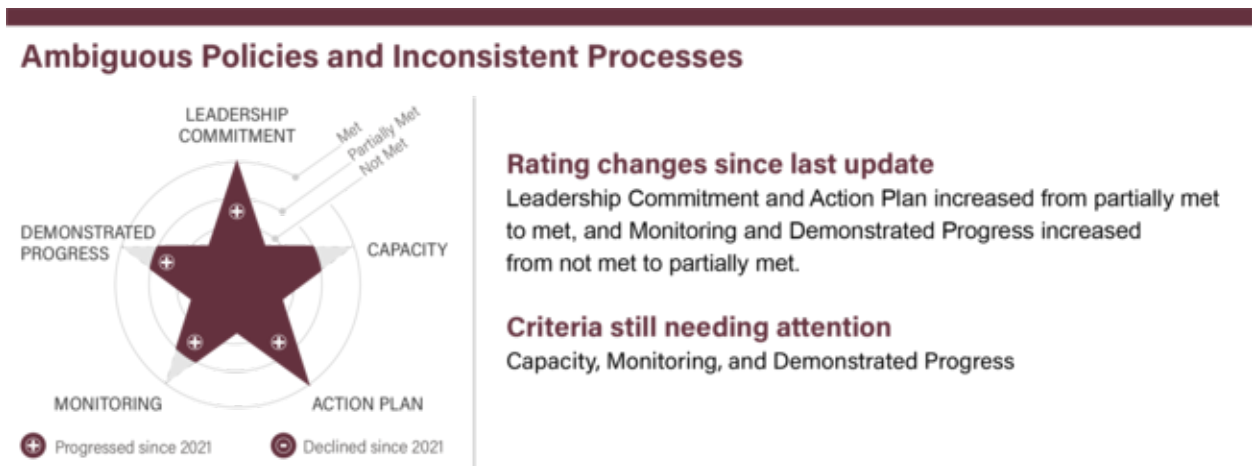 Ambiguous Policies and Inconsistent Processes
LEADERSHIP
COMMITMENT
Met
Partially Met
Not Met
DEMONSTRATED
PROGRESS
CAPACITY
MONITORING
ACTION PLAN
Progressed since 2021
Declined since 2021
Rating changes since last update
Leadership Commitment and Action Plan increased from partially met
to met, and Monitoring and Demonstrated Progress increased
from not met to partially met.
Criteria still needing attention
Capacity, Monitoring, and Demonstrated Progress